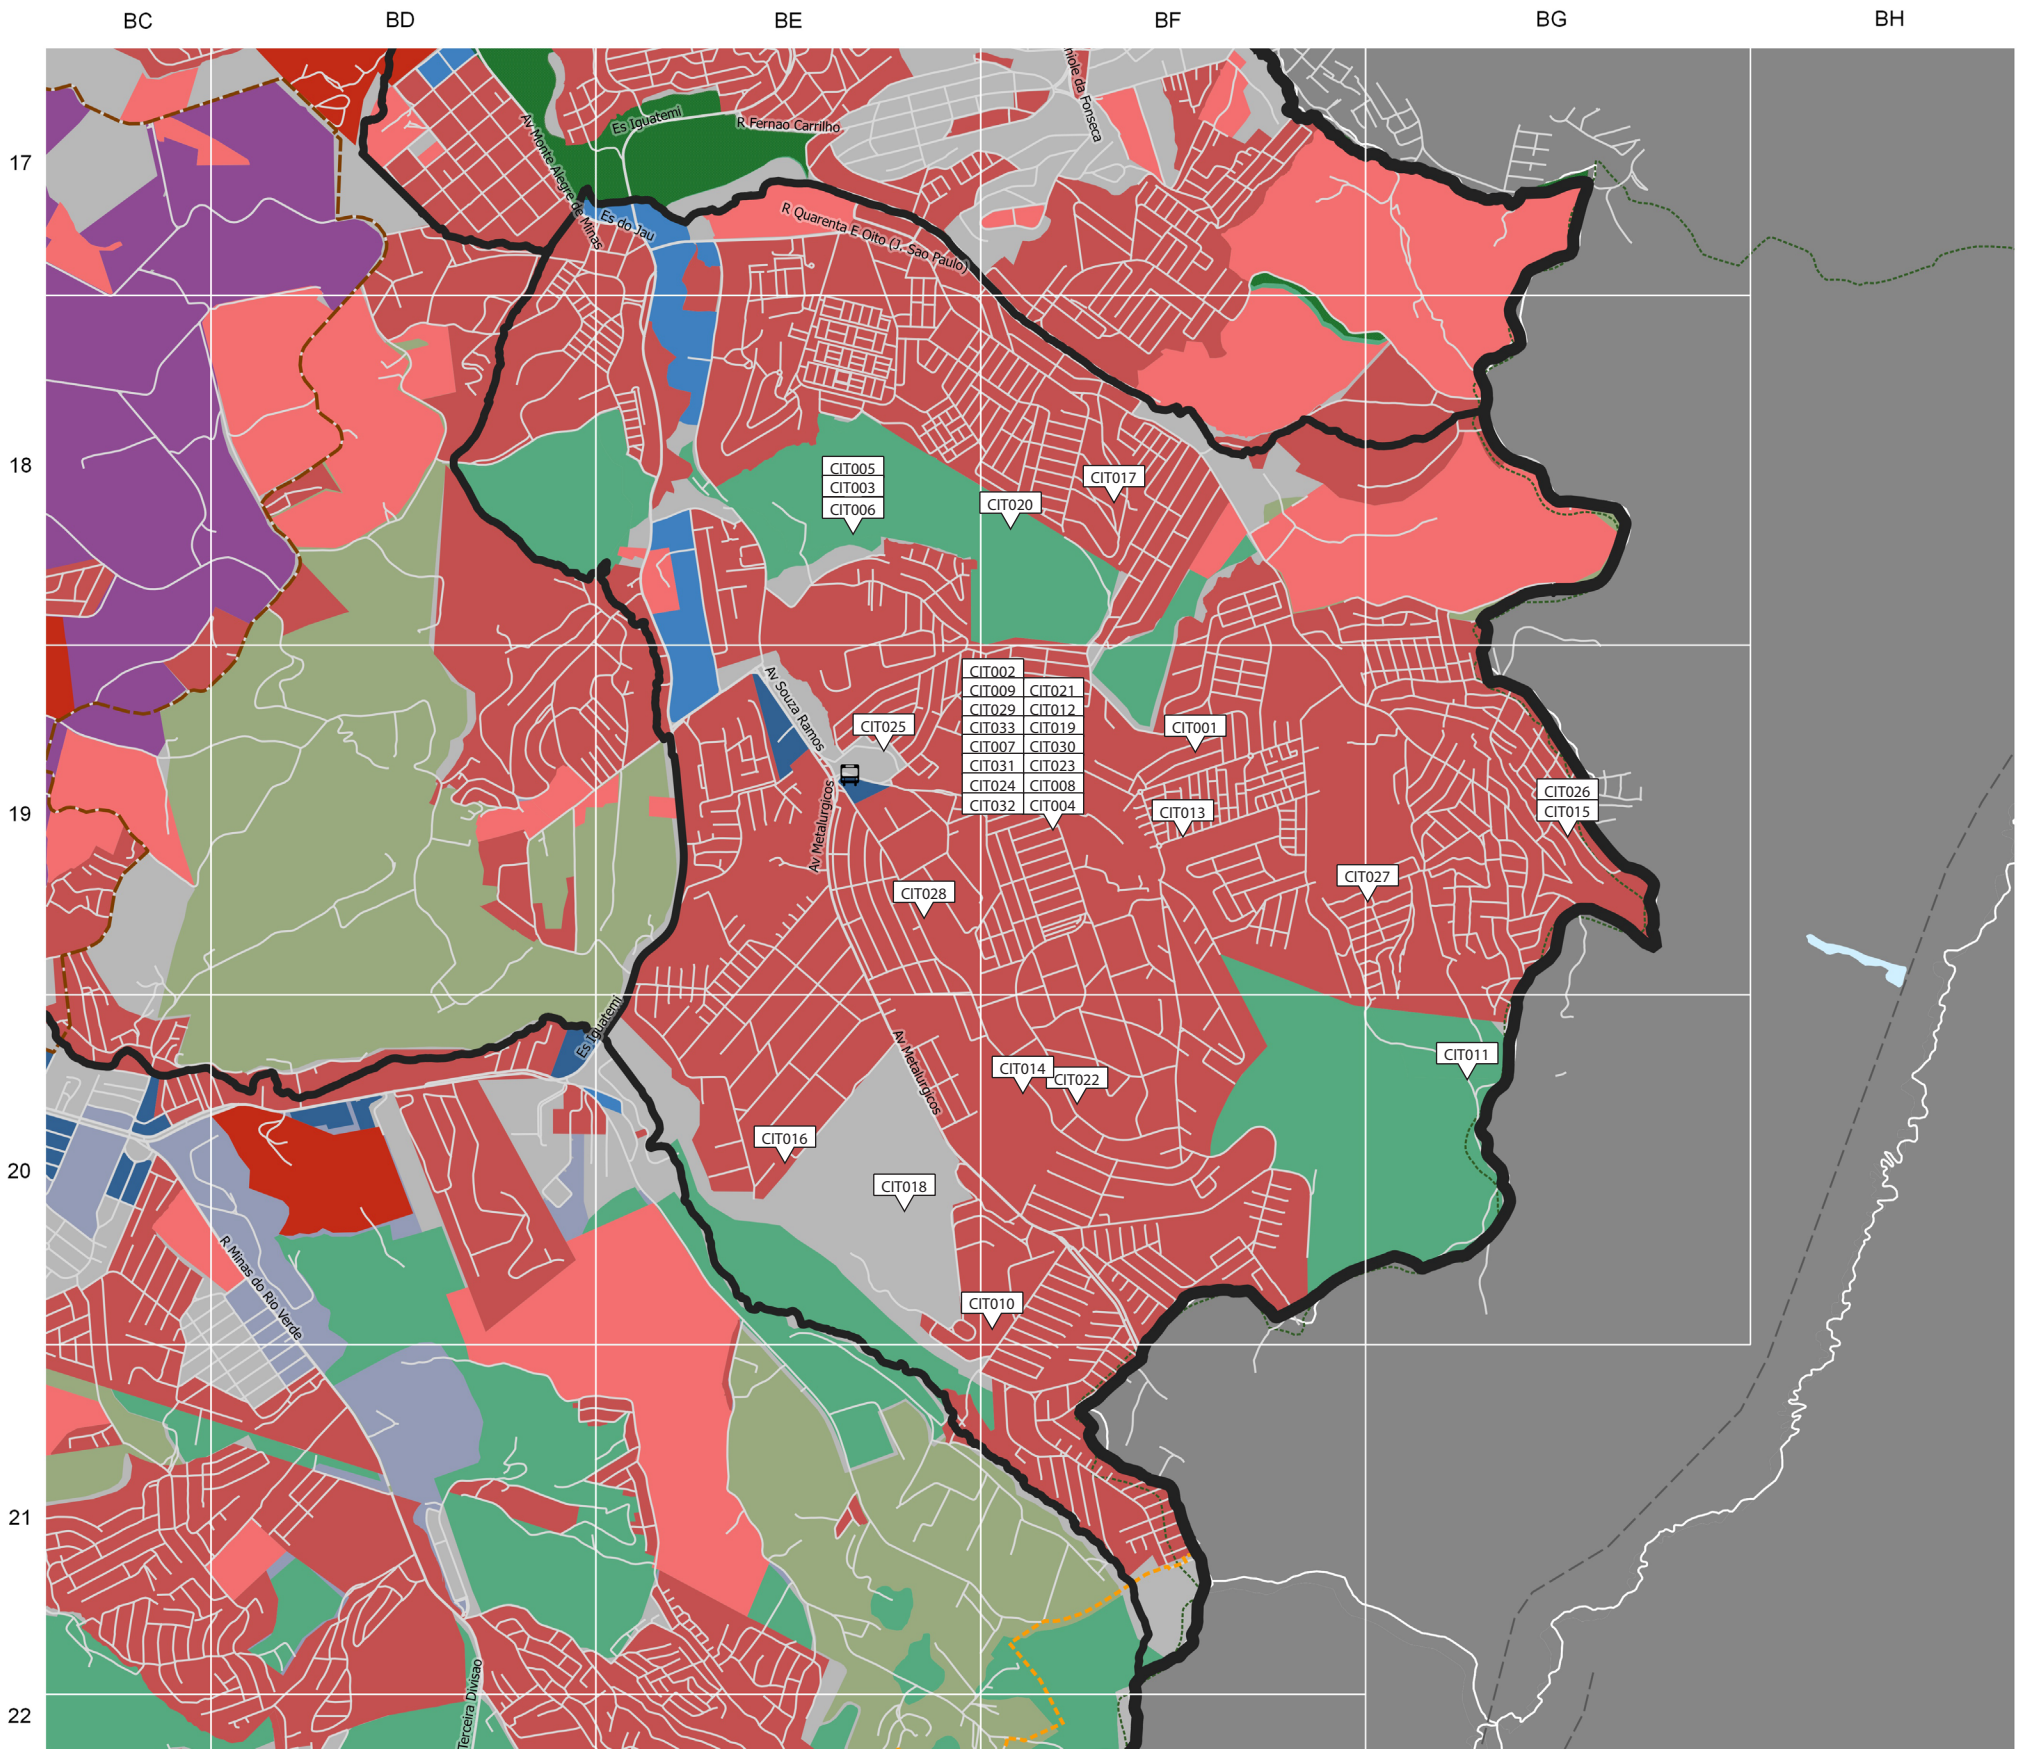 BC BD BE BF BG BH
niole da Fonseca
Es Iguatemi
R Fernao Carrilho
Av Monte Alegre de Minas
17
Es do Jau
R Quarenta E Oito (J. Sao Paulo)
18
CIT005
CIT003
CIT006
CIT017
CIT020
CIT002
CIT009 CIT021
CIT029 CIT012
CIT033 CIT019
CIT007 CIT030
CIT031 CIT023
CIT024 CIT008
CIT032 CIT004
Av Souza Ramos
CIT025
CIT001
19
Av Metalurgicos
CIT013
CIT026
CIT015
CIT027
CIT028
Es Iguatemi
Av Metalurgicos
CIT011
CIT014
CIT022
CIT016
20
CIT018
R Minas do Rio Verde
CIT010
21
Terceira Divisao
22